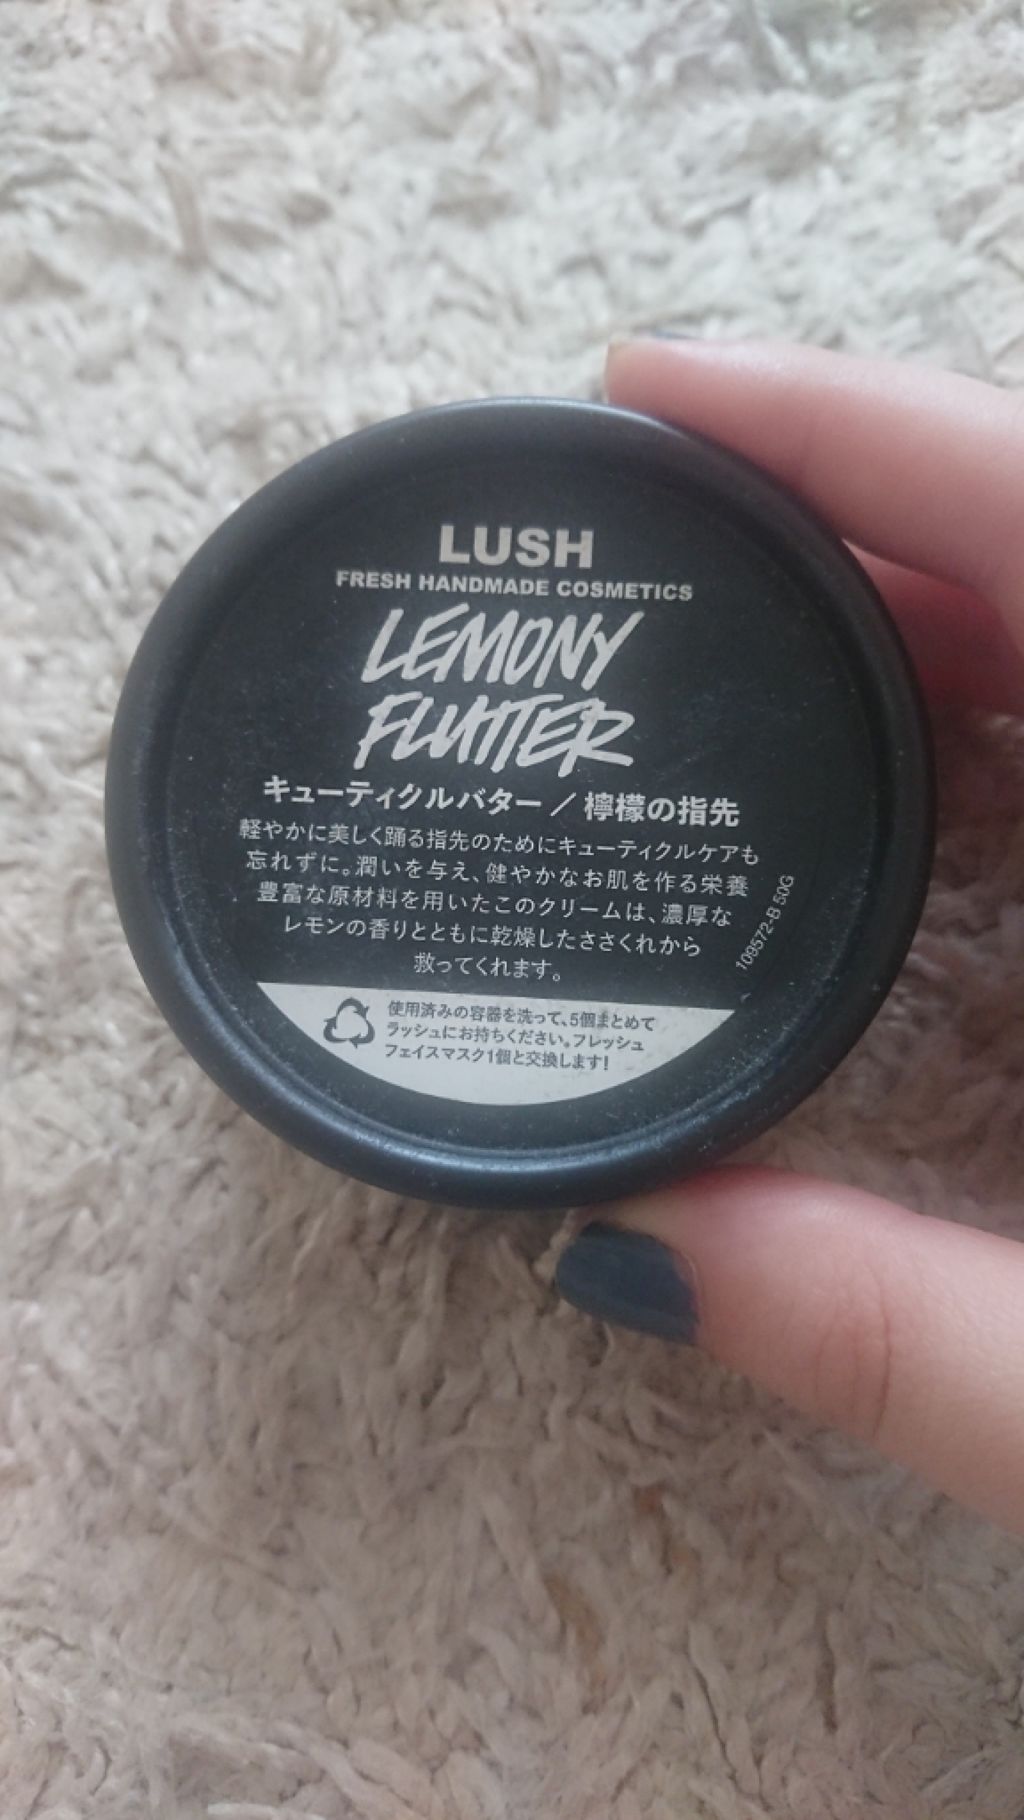 LUSH
FRESH HANDMADE COSMETICS
LEMONY
FLUTTER
キューティクルバター／檸檬の指先
軽やかに美しく踊る指先のためにキューティクルケアも
忘れずに。潤いを与え、健やかなお肌を作る栄養
豊富な原材料を用いたこのクリームは、濃厚な
レモンの香りとともに乾燥したささくれから
救ってくれます。
109572-B 50G
使用済みの容器を洗って、5個まとめて
ラッシュにお持ちください。フレッシュ
フェイスマスク1個と交換します!